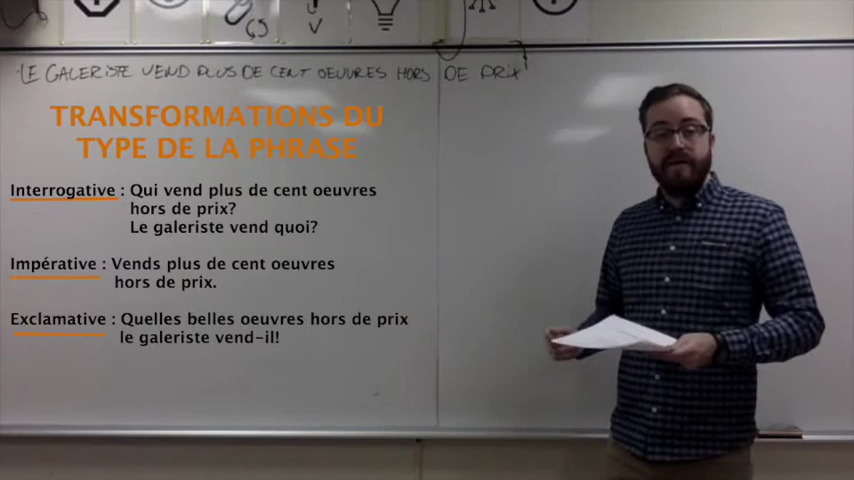 LE GALERISTE VEND PLUS DE CENT OEUVRES HORS DE PRIX
TRANSFORMATIONS DU
TYPE DE LA PHRASE
Interrogative : Qui vend plus de cent oeuvres
hors de prix?
Le galeriste vend quoi?
Impérative : Vends plus de cent oeuvres
hors de prix.
Exclamative : Quelles belles oeuvres hors de prix
le galeriste vend-il!